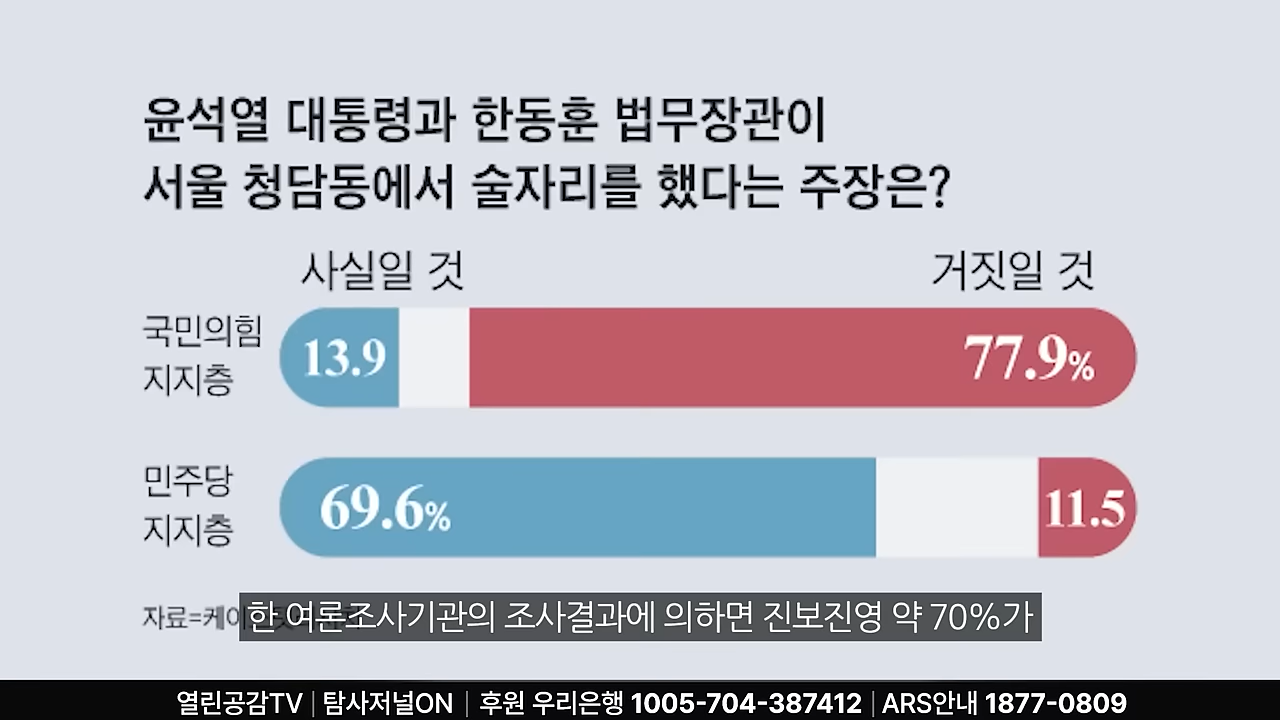 윤석열 대통령과 한동훈 법무장관이
서울 청담동에서 술자리를 했다는 주장은?
사실일 것 거짓일 것
국민의힘
지지층
13.9 77.9%
민주당
지지층
69.6% 11.5
자료=케이
한 여론조사기관의 조사결과에 의하면 진보진영 약 70%가
열린공감TV | 탐사저널ON | 후원 우리은행 1005-704-387412 | ARS안내 1877-0809